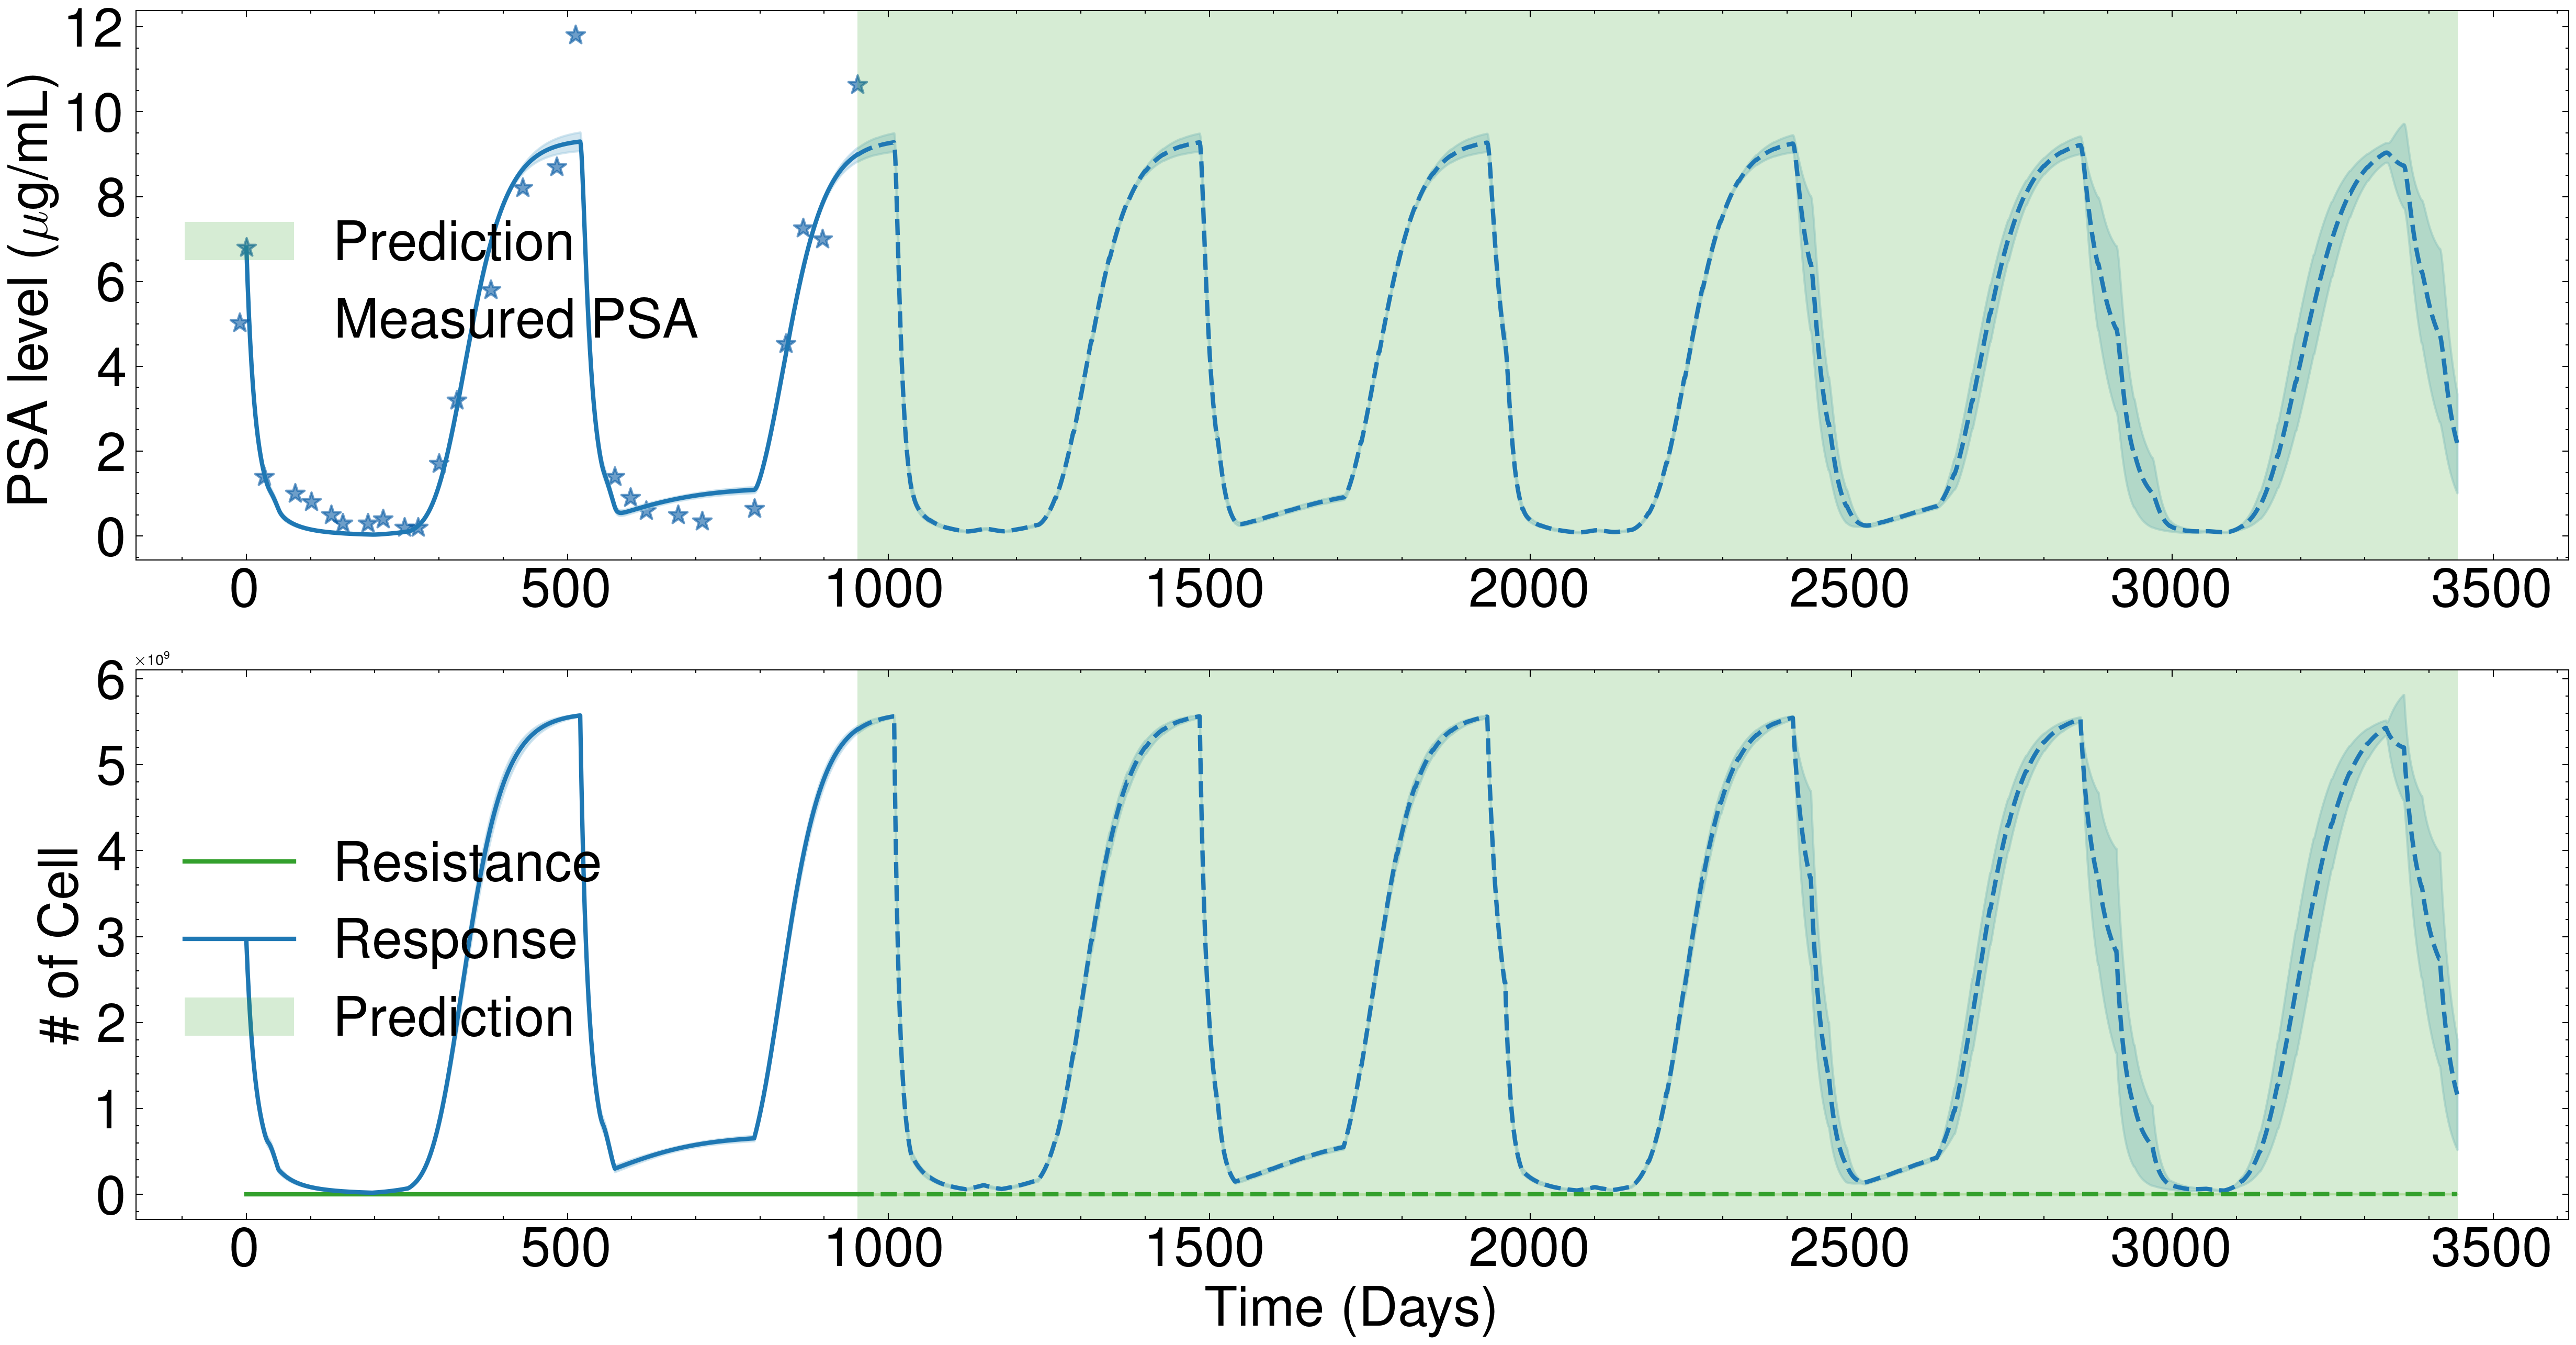 PSA level (μg/mL)
12
10
8
6
4
2
0
Prediction
Measured PSA
0 500 1000 1500 2000 2500 3000 3500
×10⁹
# of Cell
6
5
4
3
2
1
0
Resistance
Response
Prediction
0 500 1000 1500 2000 2500 3000 3500
Time (Days)